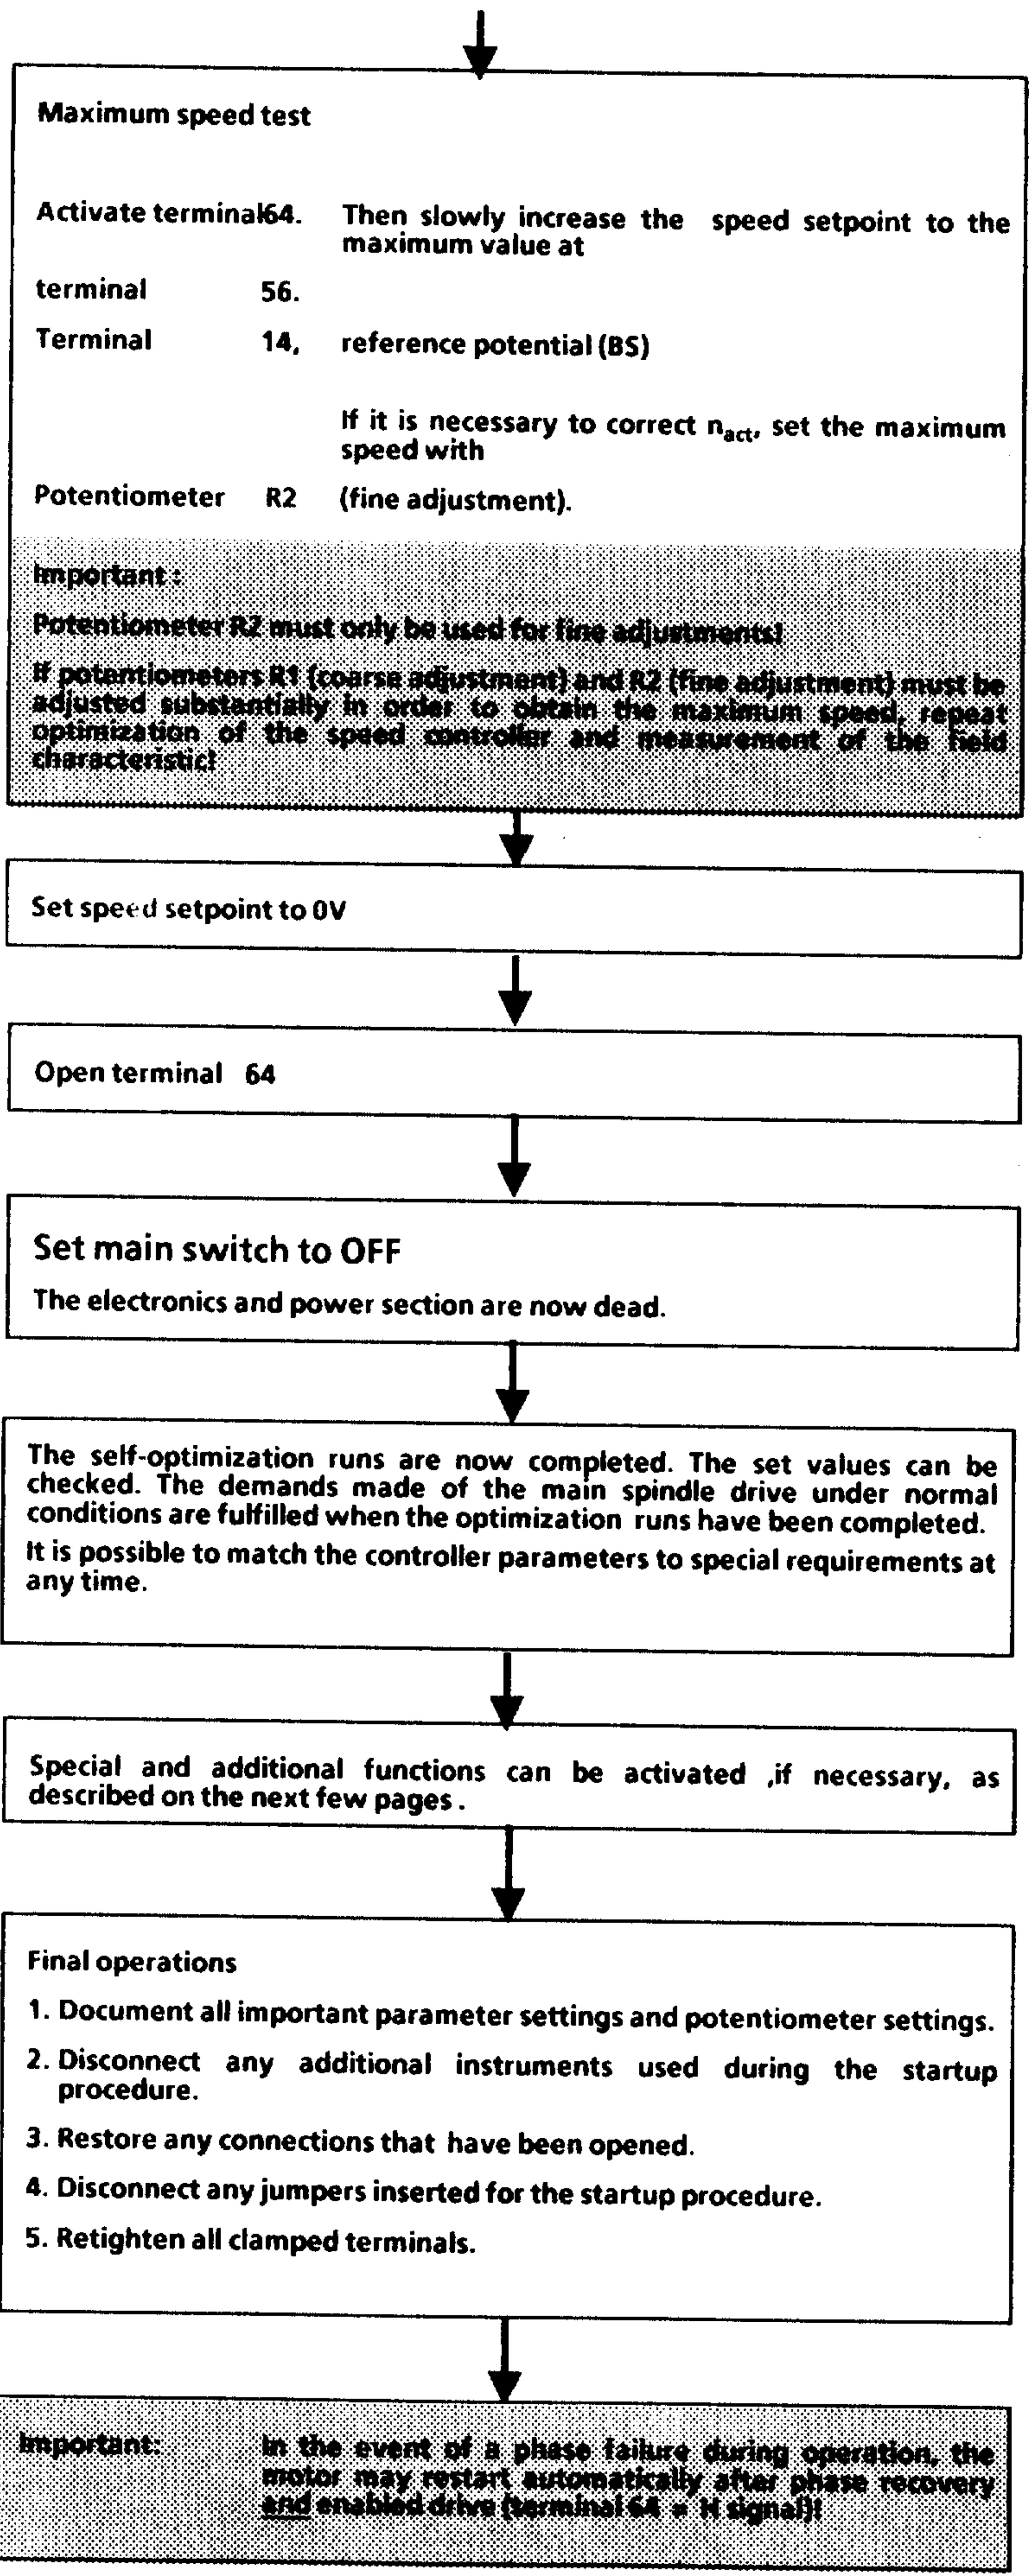 Maximum speed test
Activate terminal 64. Then slowly increase the speed setpoint to the
maximum value at
terminal 56.
Terminal 14, reference potential (BS)
If it is necessary to correct nact, set the maximum
speed with
Potentiometer R2 (fine adjustment).
Important :
Potentiometer R2 must only be used for fine adjustments!
If potentiometers R1 (coarse adjustment) and R2 (fine adjustment) must be
adjusted substantially in order to obtain the maximum speed, repeat
optimization of the speed controller and measurement of the field
characteristic!
Set speed setpoint to 0V
Open terminal 64
Set main switch to OFF
The electronics and power section are now dead.
The self-optimization runs are now completed. The set values can be
checked. The demands made of the main spindle drive under normal
conditions are fulfilled when the optimization runs have been completed.
It is possible to match the controller parameters to special requirements at
any time.
Special and additional functions can be activated ,if necessary, as
described on the next few pages .
Final operations
1. Document all important parameter settings and potentiometer settings.
2. Disconnect any additional instruments used during the startup
procedure.
3. Restore any connections that have been opened.
4. Disconnect any jumpers inserted for the startup procedure.
5. Retighten all clamped terminals.
Important: In the event of a phase failure during operation, the
motor may restart automatically after phase recovery
and enabled drive (terminal 64 = H signal)!